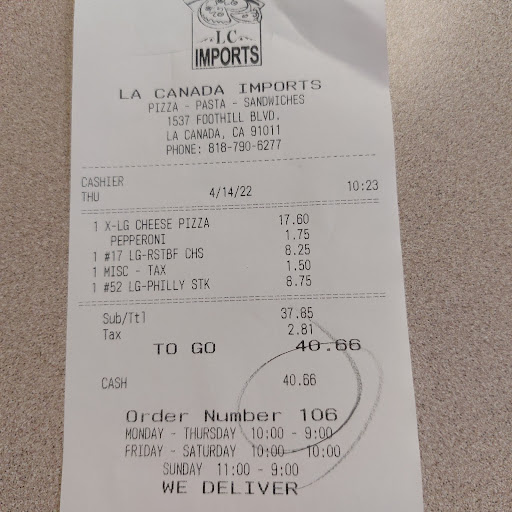 L C
IMPORTS
LA CANADA IMPORTS
PIZZA - PASTA - SANDWICHES
1537 FOOTHILL BLVD.
LA CANADA, CA 91011
PHONE: 818-790-6277
CASHIER
THU 4/14/22 10:23
1 X-LG CHEESE PIZZA 17.60
PEPPERONI 1.75
1 #17 LG-RSTBF CHS 8.25
1 MISC - TAX 1.50
1 #52 LG-PHILLY STK 8.75
Sub/Ttl 37.85
Tax 2.81
TO GO 40.66
CASH 40.66
Order Number 106
MONDAY - THURSDAY 10:00 - 9:00
FRIDAY - SATURDAY 10:00 - 10:00
SUNDAY 11:00 - 9:00
WE DELIVER